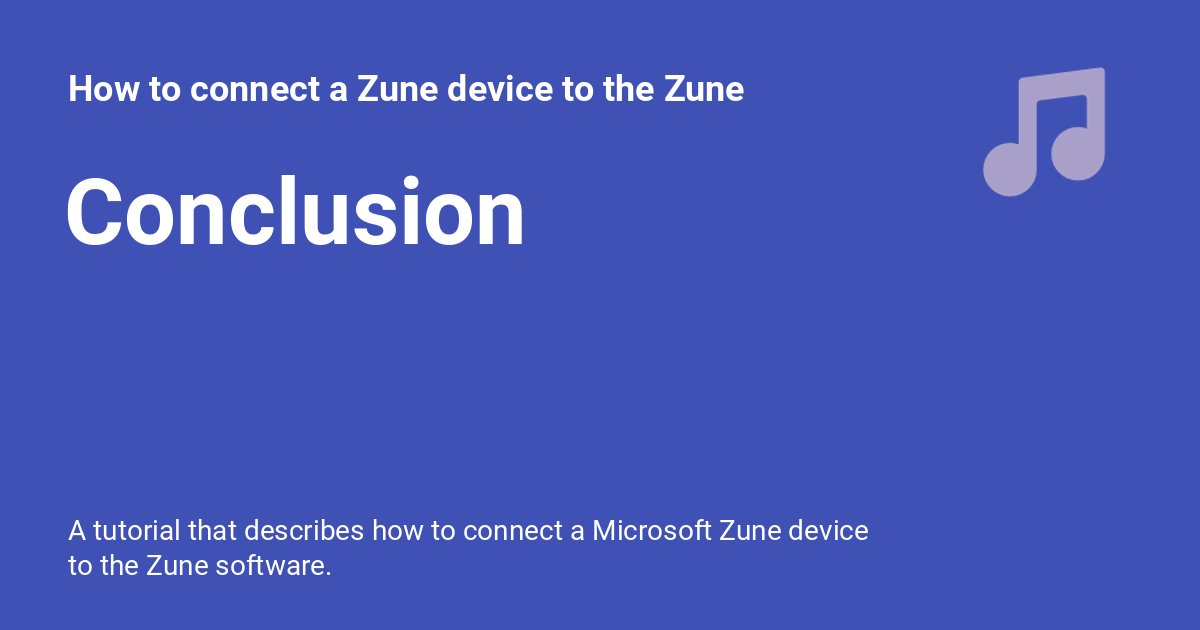 How to connect a Zune device to the Zune
Conclusion
A tutorial that describes how to connect a Microsoft Zune device
to the Zune software.